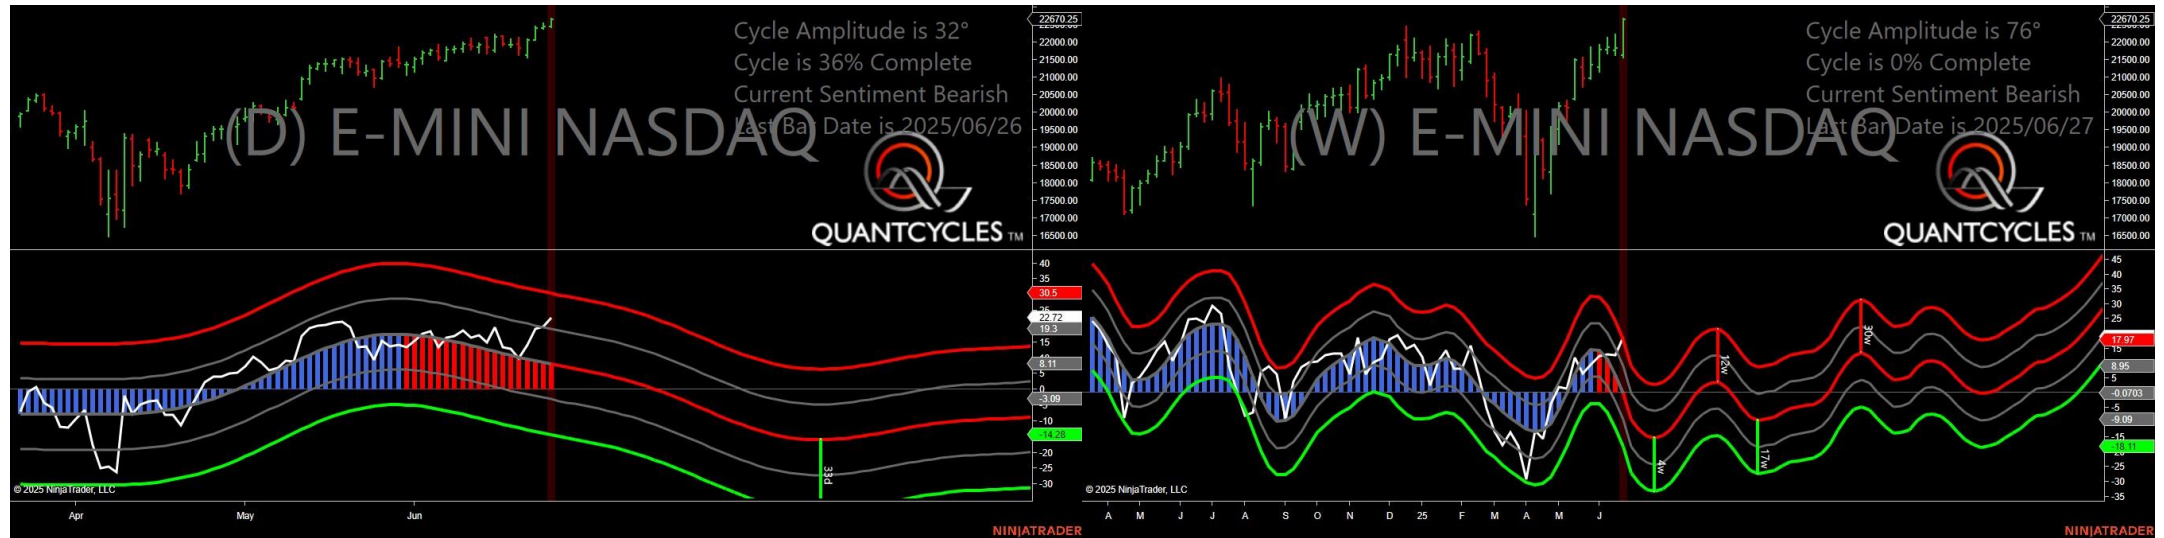 Cycle Amplitude is 32°
Cycle is 36% Complete
Current Sentiment Bearish
Last Bar Date is 2025/06/26
(D) E-MINI NASDAQ
QUANTCYCLES TM
22670.25
22000.00
21500.00
21000.00
20500.00
20000.00
19500.00
19000.00
18500.00
18000.00
17500.00
17000.00
16500.00
40
35
30.5
22.72
19.3
15
8.11
5
0
-3.09
-10
-14.28
-20
-25
-30
33d
© 2025 NinjaTrader, LLC
Apr
May
Jun
NINJATRADER
Cycle Amplitude is 76°
Cycle is 0% Complete
Current Sentiment Bearish
Last Bar Date is 2025/06/27
(W) E-MINI NASDAQ
QUANTCYCLES TM
22670.25
22000.00
21500.00
21000.00
20500.00
20000.00
19500.00
19000.00
18500.00
18000.00
17500.00
17000.00
16500.00
45
40
35
30
25
17.97
15
8.95
5
-0.0703
-5
-9.09
-15
-18.11
-25
-30
-35
4w
12w
17w
30w
© 2025 NinjaTrader, LLC
A M J J A S O N D 25 F M A M J
NINJATRADER